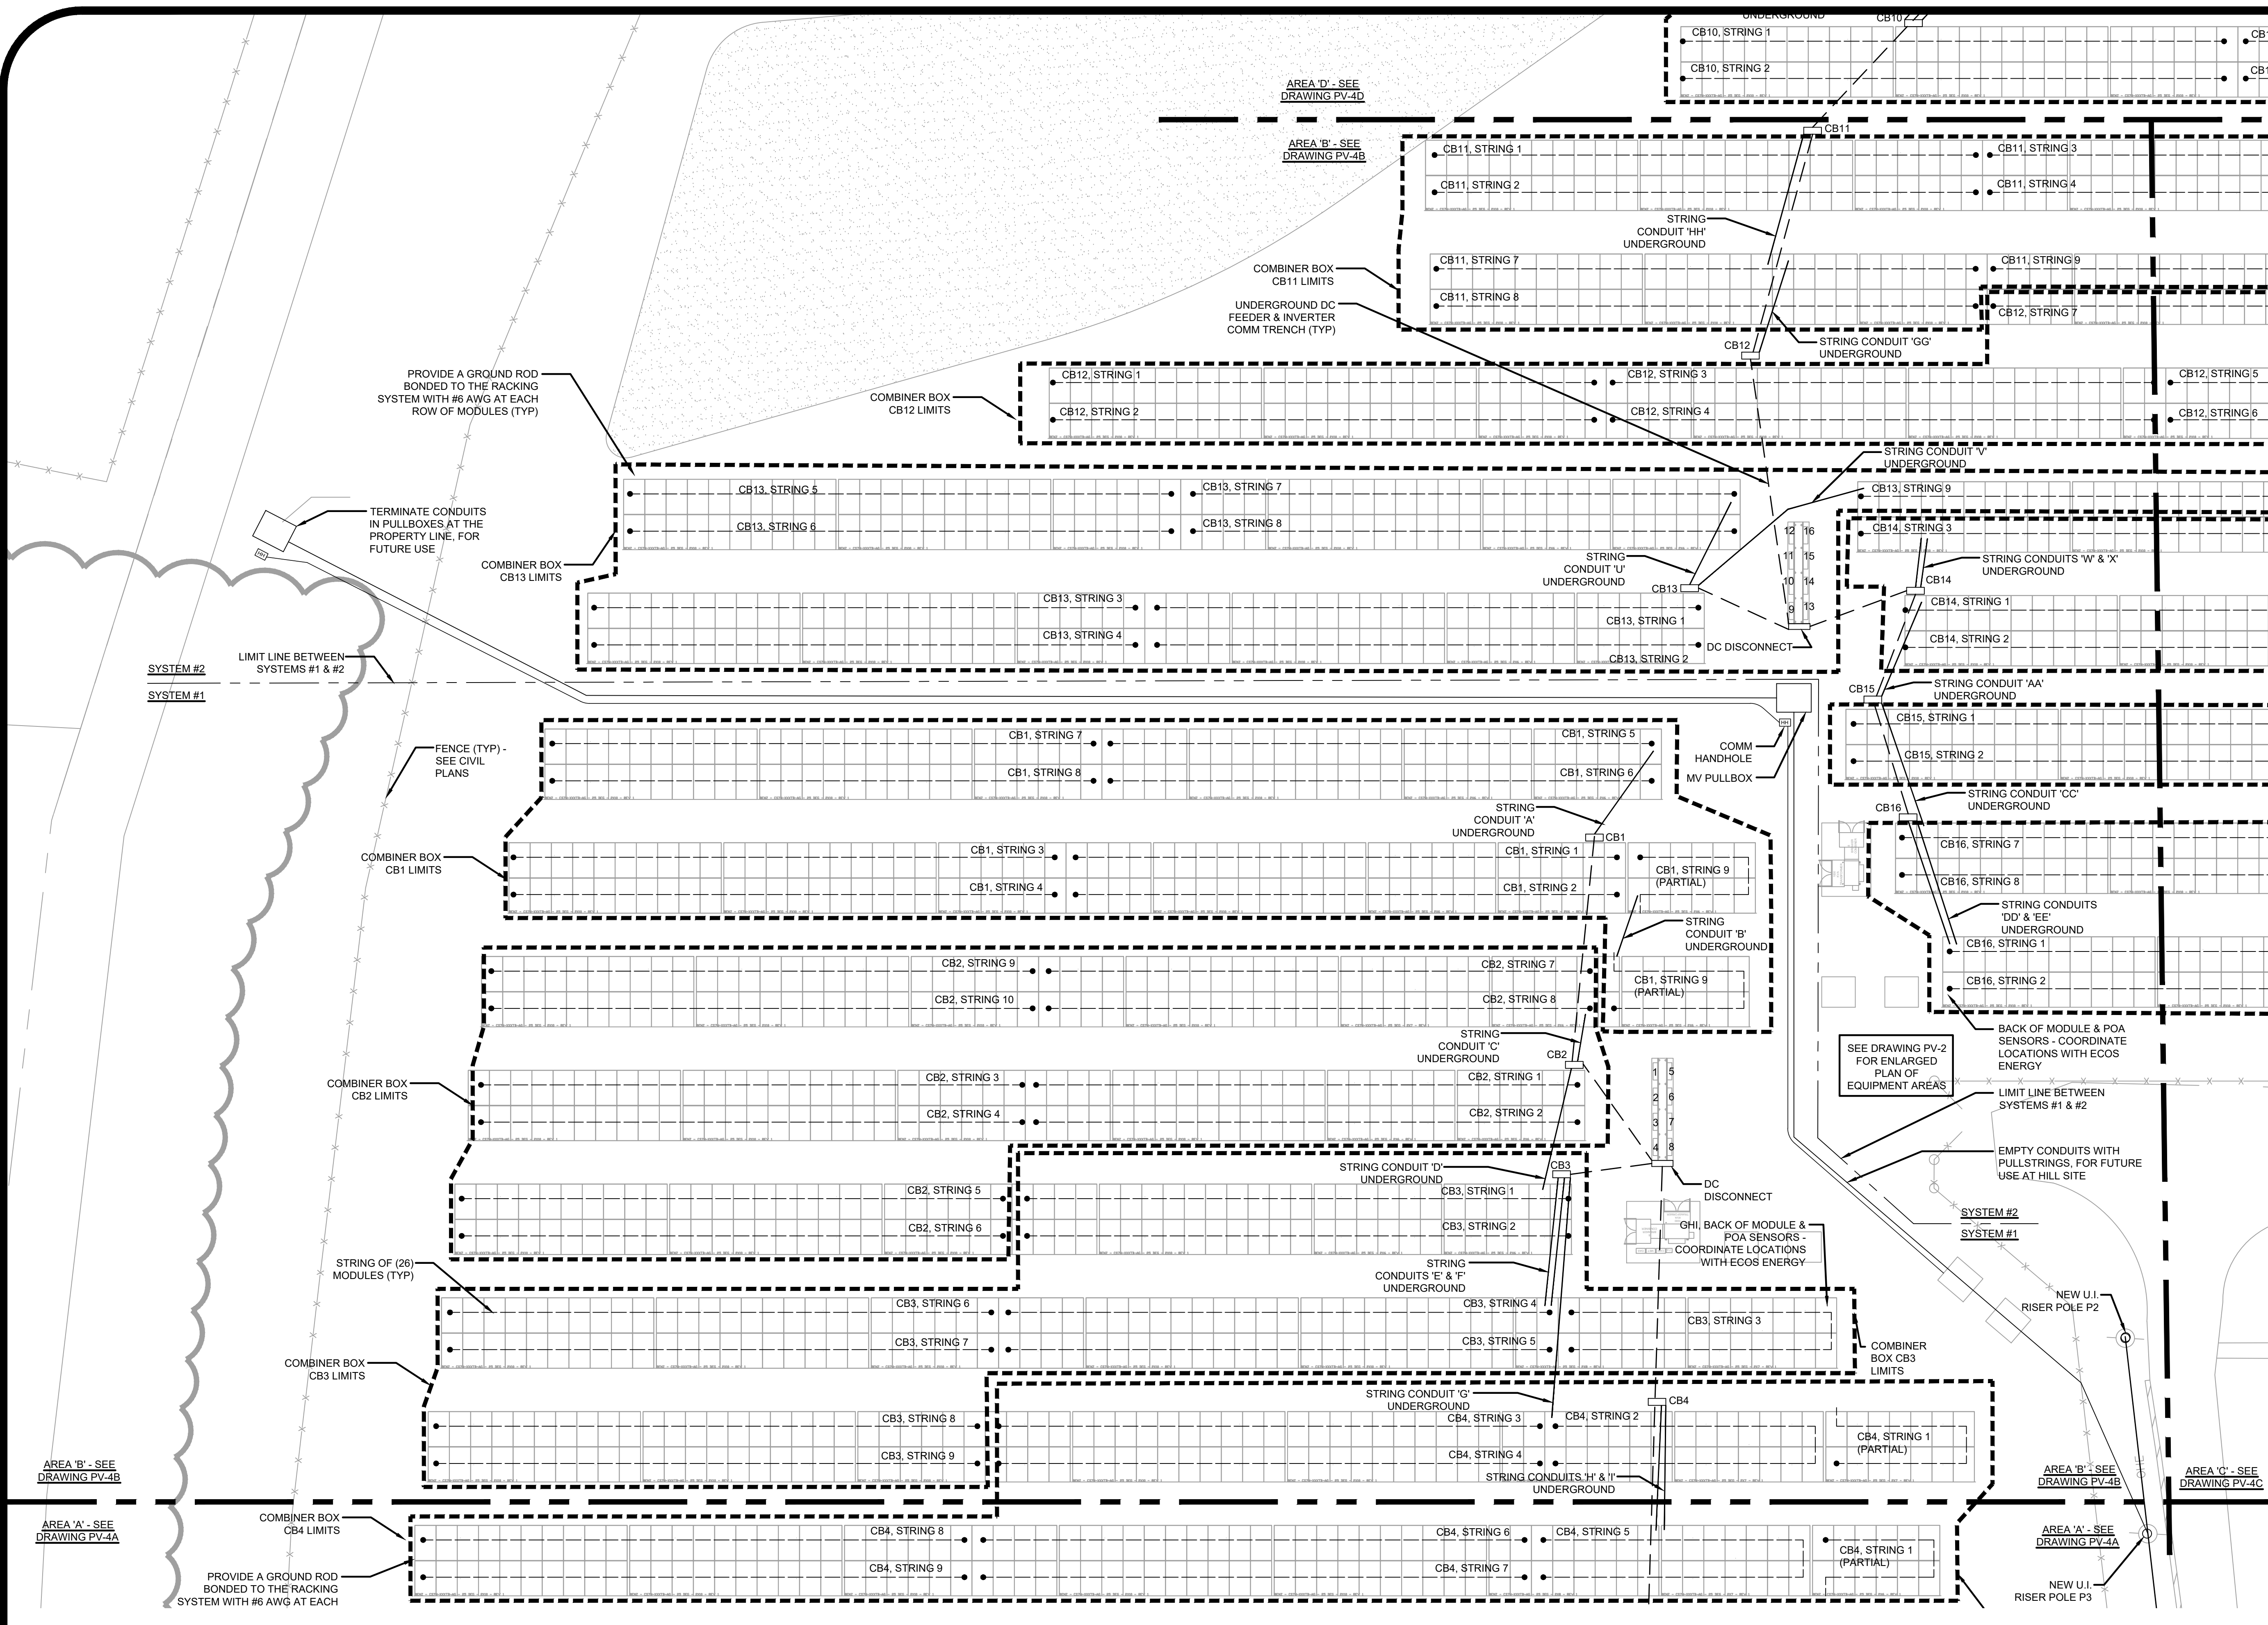 UNDERGROUND
CB10
CB10, STRING 1
CB10, STRING 2
AREA 'D' - SEE
DRAWING PV-4D
AREA 'B' - SEE
DRAWING PV-4B
CB11
CB11, STRING 1
CB11, STRING 3
CB11, STRING 2
CB11, STRING 4
STRING
CONDUIT 'HH'
UNDERGROUND
COMBINER BOX
CB11 LIMITS
CB11, STRING 7
CB11, STRING 9
CB11, STRING 8
CB12, STRING 7
UNDERGROUND DC
FEEDER & INVERTER
COMM TRENCH (TYP)
STRING CONDUIT 'GG'
UNDERGROUND
CB12
PROVIDE A GROUND ROD
BONDED TO THE RACKING
SYSTEM WITH #6 AWG AT EACH
ROW OF MODULES (TYP)
COMBINER BOX
CB12 LIMITS
CB12, STRING 1
CB12, STRING 3
CB12, STRING 5
CB12, STRING 2
CB12, STRING 4
CB12, STRING 6
STRING CONDUIT 'V'
UNDERGROUND
CB13, STRING 5
CB13, STRING 7
CB13, STRING 9
CB13, STRING 6
CB13, STRING 8
CB14, STRING 3
TERMINATE CONDUITS
IN PULLBOXES AT THE
PROPERTY LINE, FOR
FUTURE USE
HH
COMBINER BOX
CB13 LIMITS
STRING
CONDUIT 'U'
UNDERGROUND
12 16
11 15
10 14
9 13
STRING CONDUITS 'W' & 'X'
UNDERGROUND
CB13
CB14
CB13, STRING 3
CB13, STRING 1
CB14, STRING 1
CB13, STRING 4
CB13, STRING 2
CB14, STRING 2
DC DISCONNECT
SYSTEM #2
SYSTEM #1
LIMIT LINE BETWEEN
SYSTEMS #1 & #2
CB15
STRING CONDUIT 'AA'
UNDERGROUND
HH
CB15, STRING 1
CB15, STRING 2
FENCE (TYP) -
SEE CIVIL
PLANS
CB1, STRING 7
CB1, STRING 5
CB1, STRING 8
CB1, STRING 6
COMM
HANDHOLE
MV PULLBOX
STRING
CONDUIT 'A'
UNDERGROUND
CB1
STRING CONDUIT 'CC'
UNDERGROUND
CB16
COMBINER BOX
CB1 LIMITS
CB1, STRING 3
CB1, STRING 1
CB1, STRING 4
CB1, STRING 2
CB1, STRING 9
(PARTIAL)
CB16, STRING 7
CB16, STRING 8
STRING
CONDUIT 'B'
UNDERGROUND
STRING CONDUITS
'DD' & 'EE'
UNDERGROUND
CB16, STRING 1
CB16, STRING 2
CB2, STRING 9
CB2, STRING 7
CB2, STRING 10
CB2, STRING 8
CB1, STRING 9
(PARTIAL)
STRING
CONDUIT 'C'
UNDERGROUND
CB2
BACK OF MODULE & POA
SENSORS - COORDINATE
LOCATIONS WITH ECOS
ENERGY
SEE DRAWING PV-2
FOR ENLARGED
PLAN OF
EQUIPMENT AREAS
COMBINER BOX
CB2 LIMITS
CB2, STRING 3
CB2, STRING 1
CB2, STRING 4
CB2, STRING 2
1 5
2 6
3 7
4 8
LIMIT LINE BETWEEN
SYSTEMS #1 & #2
EMPTY CONDUITS WITH
PULLSTRINGS, FOR FUTURE
USE AT HILL SITE
STRING CONDUIT 'D'
UNDERGROUND
CB3
DC
DISCONNECT
CB2, STRING 5
CB3, STRING 1
CB2, STRING 6
CB3, STRING 2
SYSTEM #2
SYSTEM #1
GHI, BACK OF MODULE &
POA SENSORS -
COORDINATE LOCATIONS
WITH ECOS ENERGY
STRING OF (26)
MODULES (TYP)
STRING
CONDUITS 'E' & 'F'
UNDERGROUND
CB3, STRING 6
CB3, STRING 4
CB3, STRING 3
CB3, STRING 7
CB3, STRING 5
NEW U.I.
RISER POLE P2
COMBINER
BOX CB3
LIMITS
COMBINER BOX
CB3 LIMITS
STRING CONDUIT 'G'
UNDERGROUND
CB4
CB3, STRING 8
CB4, STRING 3
CB4, STRING 2
CB3, STRING 9
CB4, STRING 4
CB4, STRING 1
(PARTIAL)
STRING CONDUITS 'H' & 'I'
UNDERGROUND
OHE
AREA 'B' - SEE
DRAWING PV-4B
AREA 'B' - SEE
DRAWING PV-4B
AREA 'C' - SEE
DRAWING PV-4C
AREA 'A' - SEE
DRAWING PV-4A
AREA 'A' - SEE
DRAWING PV-4A
COMBINER BOX
CB4 LIMITS
CB4, STRING 8
CB4, STRING 6
CB4, STRING 5
CB4, STRING 9
CB4, STRING 7
CB4, STRING 1
(PARTIAL)
PROVIDE A GROUND ROD
BONDED TO THE RACKING
SYSTEM WITH #6 AWG AT EACH
NEW U.I.
RISER POLE P3